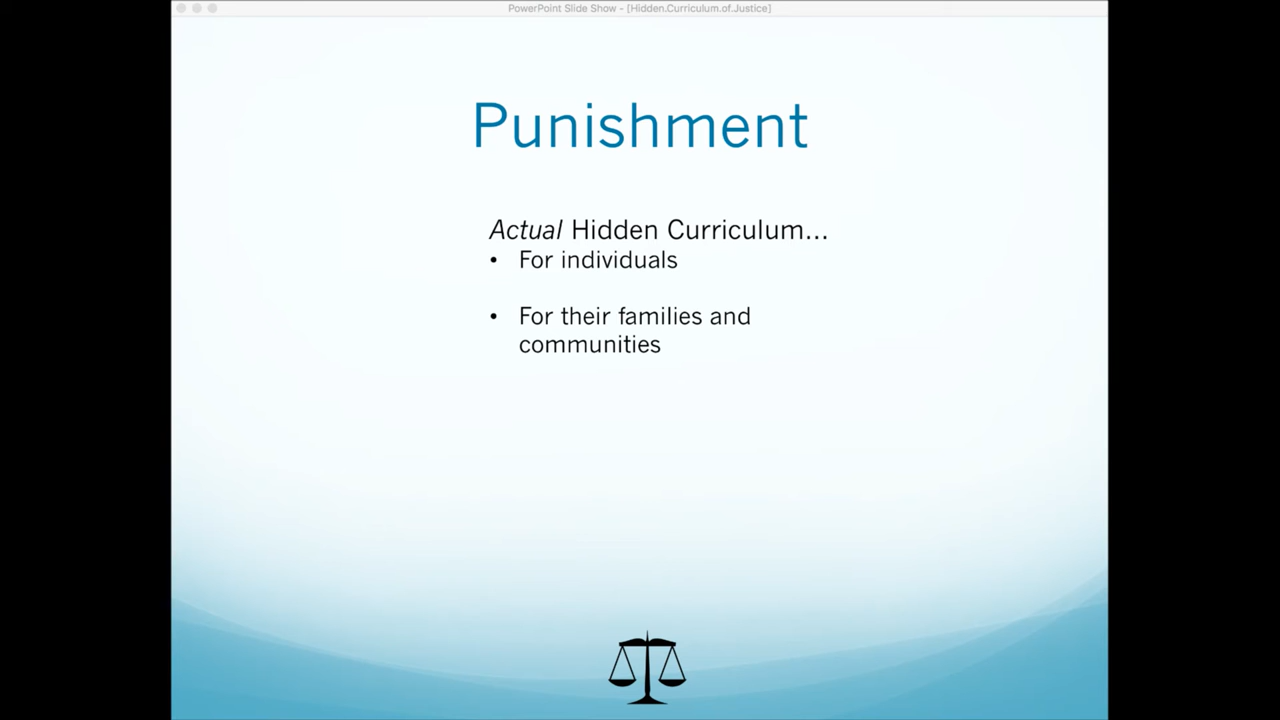 PowerPoint Slide Show - [Hidden.Curriculum.of.Justice]
Punishment
Actual Hidden Curriculum...
• For individuals
• For their families and
communities